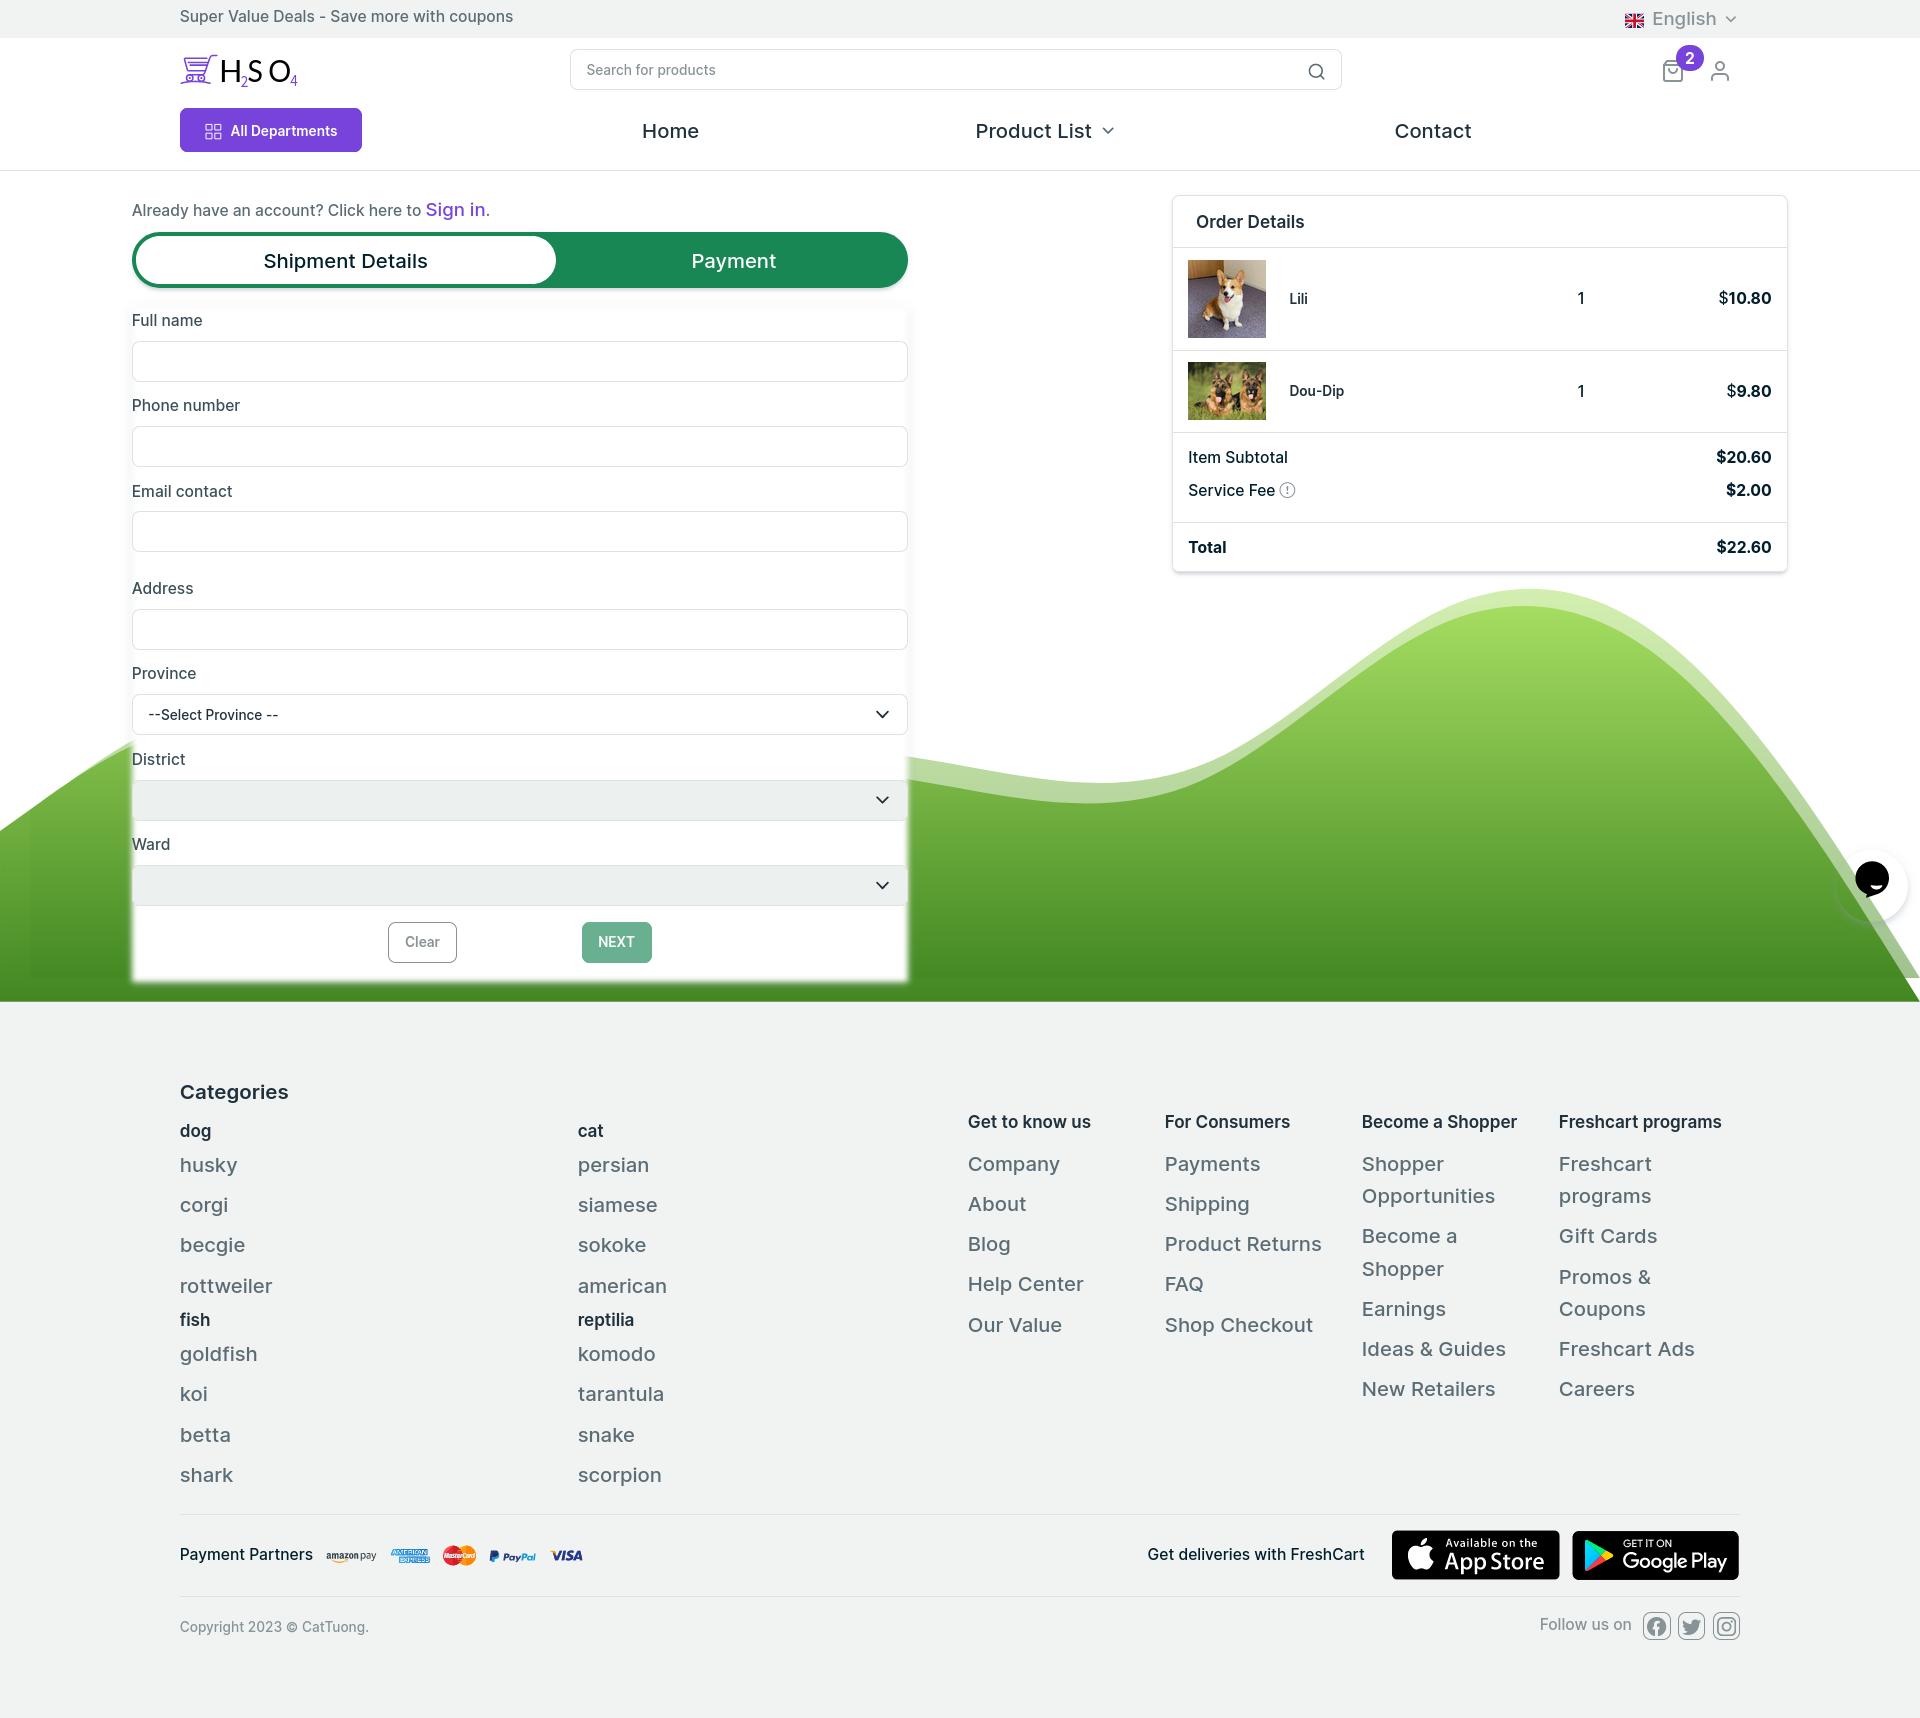 Super Value Deals - Save more with coupons
English
H2SO4
Search for products
2
All Departments
Home
Product List
Contact
Already have an account? Click here to Sign in.
Shipment Details
Payment
Full name
Phone number
Email contact
Address
Province
--Select Province --
District
Ward
Clear
NEXT
Order Details
Lili
1
$10.80
Dou-Dip
1
$9.80
Item Subtotal
$20.60
Service Fee
$2.00
Total
$22.60
Categories
dog
husky
corgi
becgie
rottweiler
fish
goldfish
koi
betta
shark
cat
persian
siamese
sokoke
american
reptilia
komodo
tarantula
snake
scorpion
Get to know us
Company
About
Blog
Help Center
Our Value
For Consumers
Payments
Shipping
Product Returns
FAQ
Shop Checkout
Become a Shopper
Shopper
Opportunities
Become a
Shopper
Earnings
Ideas & Guides
New Retailers
Freshcart programs
Freshcart
programs
Gift Cards
Promos &
Coupons
Freshcart Ads
Careers
Payment Partners
amazon pay
AMERICAN
EXPRESS
MasterCard
PayPal
VISA
Get deliveries with FreshCart
Available on the
App Store
GET IT ON
Google Play
Copyright 2023 © CatTuong.
Follow us on